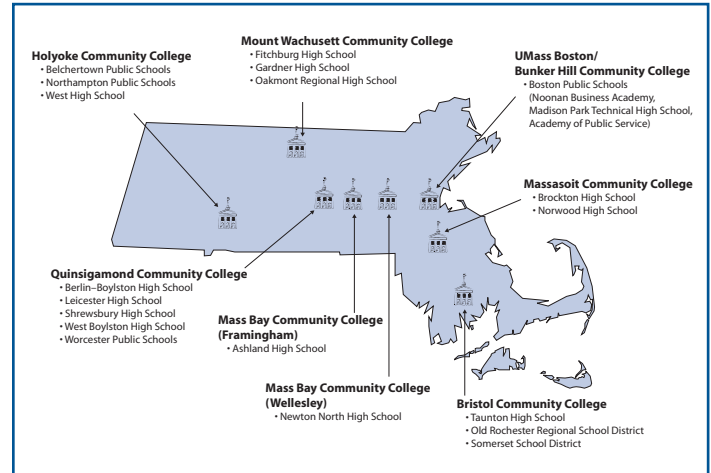 Mount Wachusett Community College
• Fitchburg High School
• Gardner High School
• Oakmont Regional High School
Holyoke Community College
• Belchertown Public Schools
• Northampton Public Schools
• West High School
UMass Boston/
Bunker Hill Community College
• Boston Public Schools
(Noonan Business Academy,
Madison Park Technical High School,
Academy of Public Service)
Massasoit Community College
• Brockton High School
• Norwood High School
Quinsigamond Community College
• Berlin–Boylston High School
• Leicester High School
• Shrewsbury High School
• West Boylston High School
• Worcester Public Schools
Mass Bay Community College
(Framingham)
• Ashland High School
Mass Bay Community College
(Wellesley)
• Newton North High School
Bristol Community College
• Taunton High School
• Old Rochester Regional School District
• Somerset School District